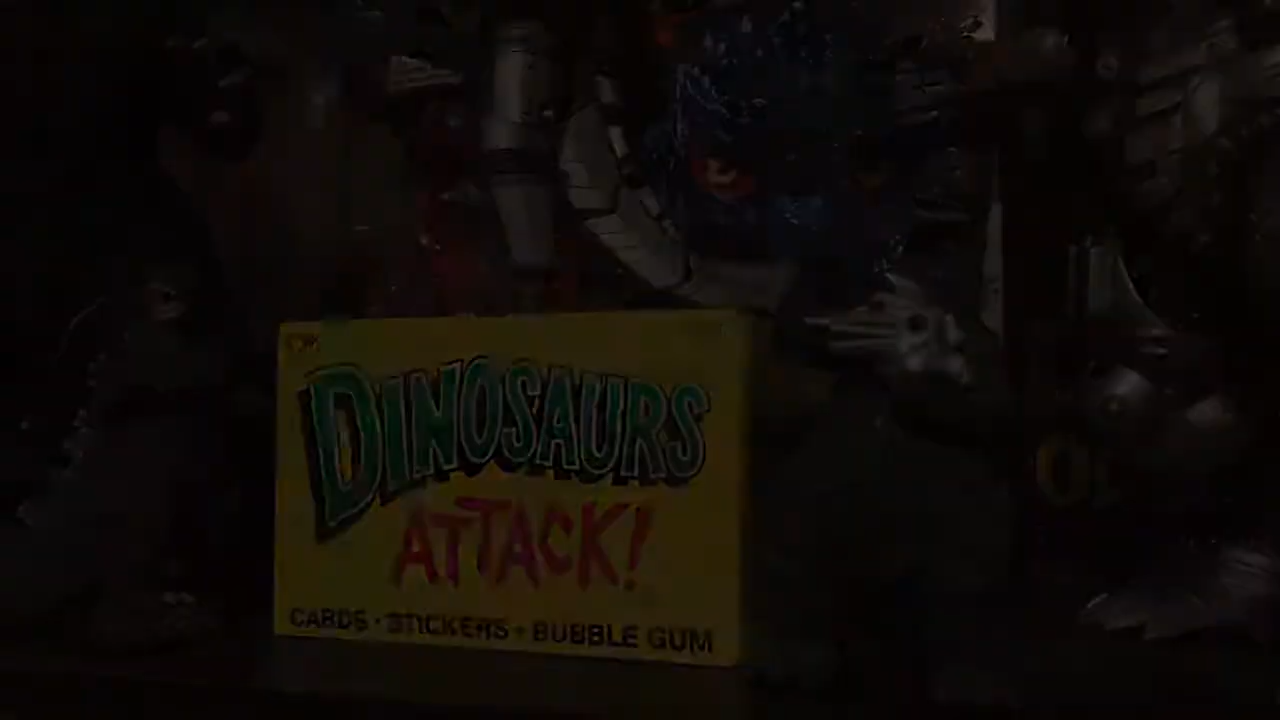 DINOSAURS
ATTACK!
CARDS • STICKERS • BUBBLE GUM